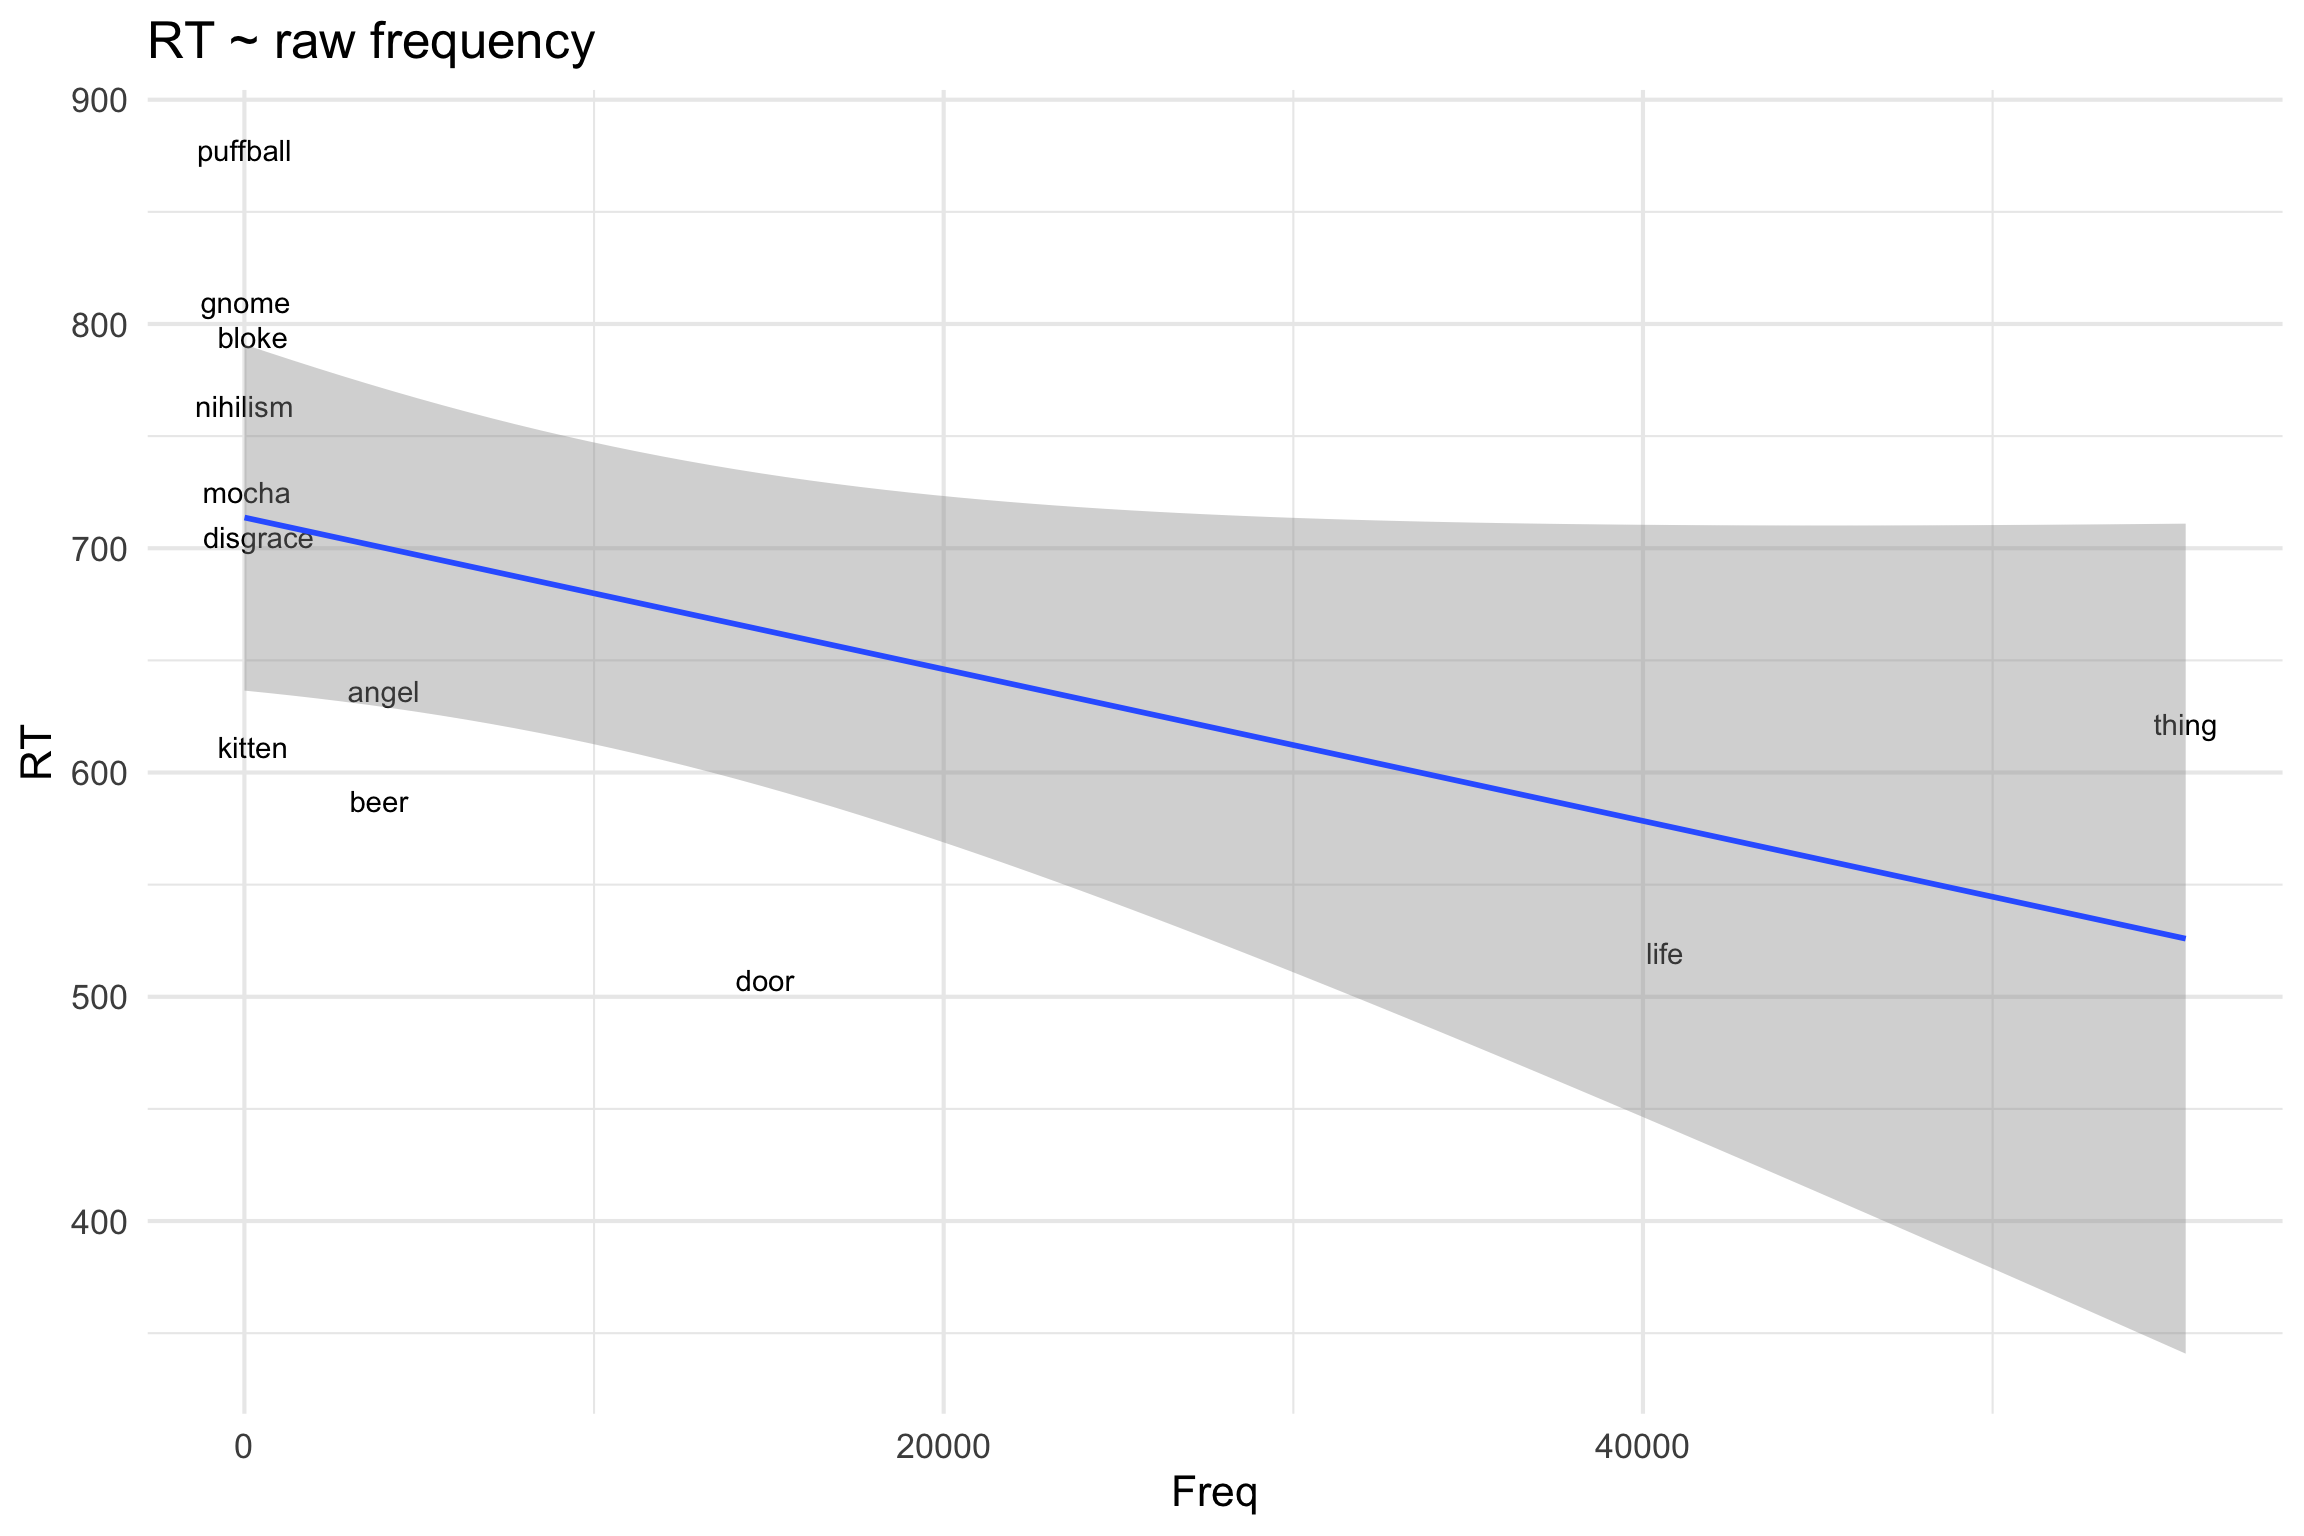 RT ~ raw frequency
900
puffball
gnome
800
bloke
nihilism
mocha
disgrace
700
angel
thing
RT
kitten
600
beer
life
door
500
400
0 20000 40000
Freq